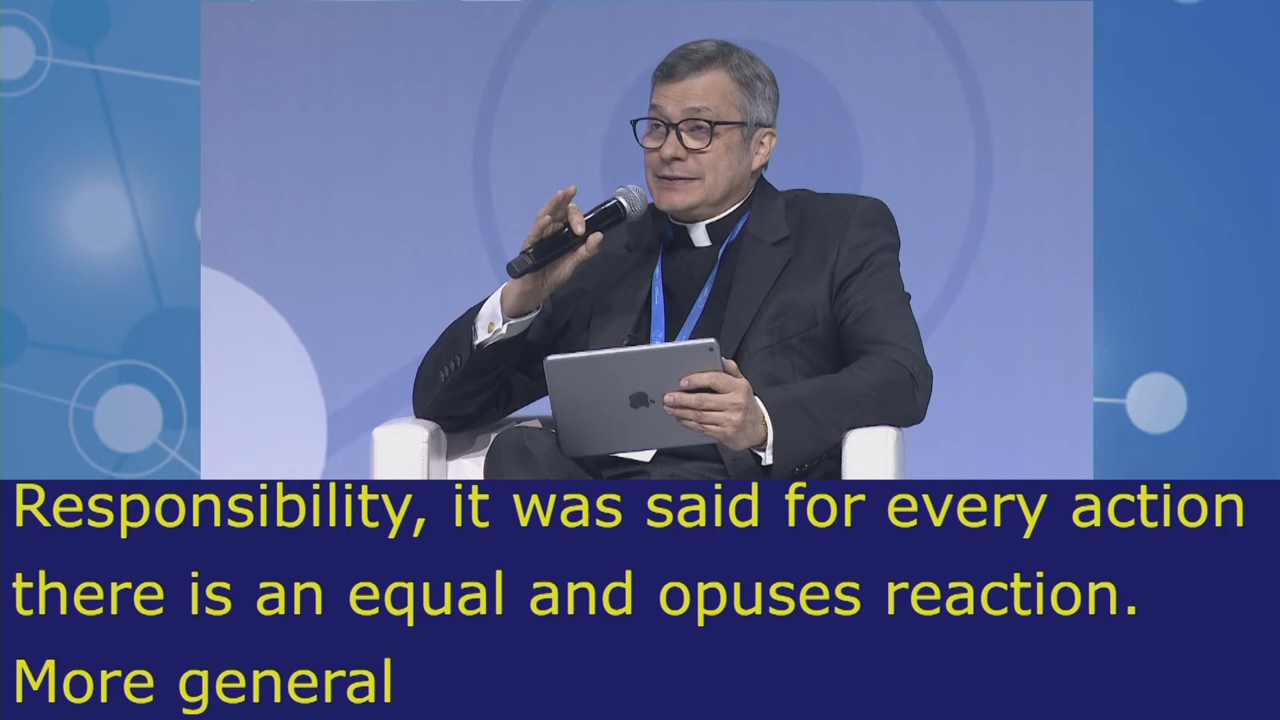 Responsibility, it was said for every action
there is an equal and opuses reaction.
More general